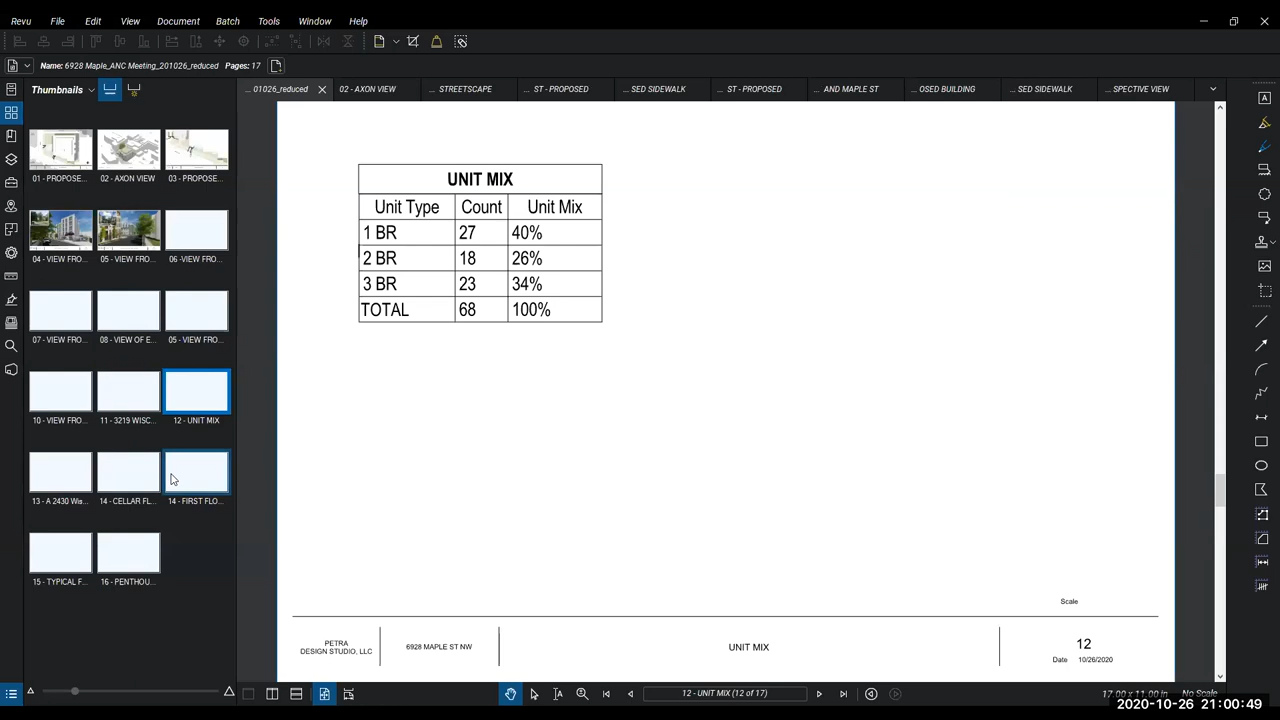 Revu File Edit View Document Batch Tools Window Help
Name: 6928 Maple_ANC Meeting_201026_reduced Pages: 17
Thumbnails
... 01026_reduced 02 - AXON VIEW ... STREETSCAPE ... ST - PROPOSED ... SED SIDEWALK ... ST - PROPOSED ... AND MAPLE ST ... OSED BUILDING ... SED SIDEWALK ... SPECTIVE VIEW
01 - PROPOSE... 02 - AXON VIEW 03 - PROPOSE...
04 - VIEW FRO... 05 - VIEW FRO... 06 -VIEW FRO...
07 - VIEW FRO... 08 - VIEW OF E... 05 - VIEW FRO...
10 - VIEW FRO... 11 - 3219 WISC... 12 - UNIT MIX
13 - A 2430 Wis... 14 - CELLAR FL... 14 - FIRST FLO...
15 - TYPICAL F... 16 - PENTHOU...
UNIT MIX
Unit Type Count Unit Mix
1 BR 27 40%
2 BR 18 26%
3 BR 23 34%
TOTAL 68 100%
Scale
PETRA
DESIGN STUDIO, LLC
6928 MAPLE ST NW
UNIT MIX
12
Date 10/26/2020
12 - UNIT MIX (12 of 17)
17.00 x 11.00 in No Scale
2020-10-26 21:00:49